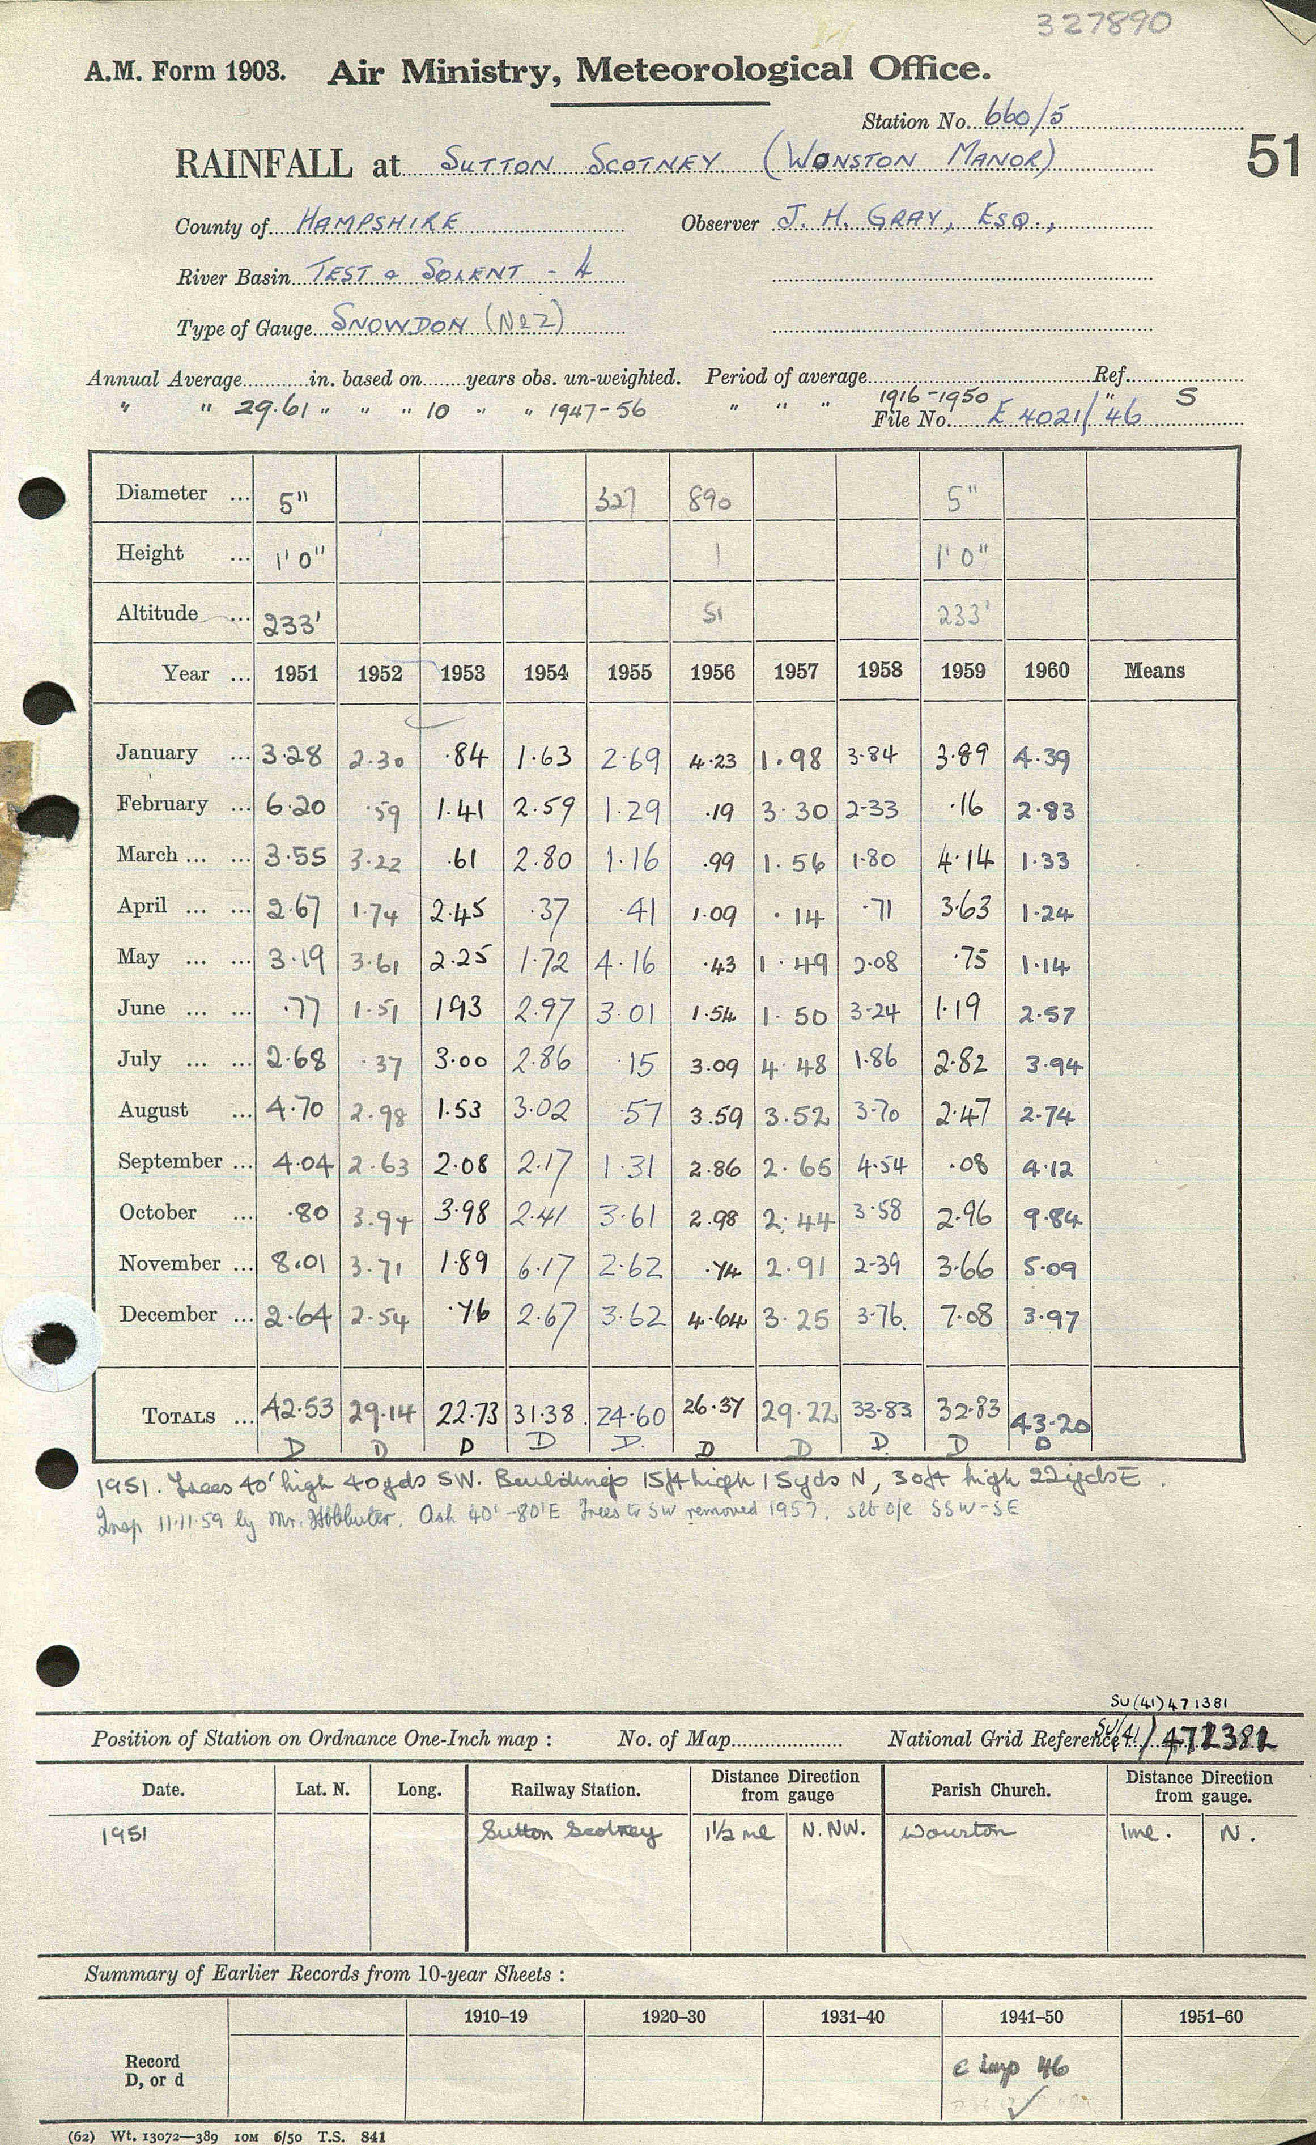 327890
A.M. Form 1903. Air Ministry, Meteorological Office.
Station No. 660/5
RAINFALL at SUTTON SCOTNEY (WONSTON MANOR) 51
County of HAMPSHIRE Observer J. H. GRAY, ESQ.,
River Basin TEST & SOLENT - 4
Type of Gauge SNOWDON (No 2)
Annual Average in. based on years obs. un-weighted. Period of average Ref.
" " 29.61 " " " 10 " " 1947-56 " " " 1916-1950 " S
File No. E 4021/46
Diameter ... 5" 327 890 5"
Height ... 1' 0" 1 1' 0"
Altitude ... 233' 51 233'
Year ... 1951 1952 1953 1954 1955 1956 1957 1958 1959 1960 Means
January ... 3.28 2.30 .84 1.63 2.69 4.23 1.98 3.84 3.89 4.39
February ... 6.20 .59 1.41 2.59 1.29 .19 3.30 2.33 .16 2.83
March ... ... 3.55 3.22 .61 2.80 1.16 .99 1.56 1.80 4.14 1.33
April ... ... 2.67 1.74 2.45 .37 .41 1.09 .14 .71 3.63 1.24
May ... ... 3.19 3.61 2.25 1.72 4.16 .43 1.49 2.08 .75 1.14
June ... ... .77 1.51 193 2.97 3.01 1.54 1.50 3.24 1.19 2.57
July ... ... 2.68 .37 3.00 2.86 .15 3.09 4.48 1.86 2.82 3.94
August ... 4.70 2.98 1.53 3.02 .57 3.59 3.52 3.70 2.47 2.74
September ... 4.04 2.63 2.08 2.17 1.31 2.86 2.65 4.54 .08 4.12
October ... .80 3.94 3.98 2.41 3.61 2.98 2.44 3.58 2.96 9.84
November ... 8.01 3.71 1.89 6.17 2.62 .74 2.91 2.39 3.66 5.09
December ... 2.64 2.54 .76 2.67 3.62 4.64 3.25 3.76 7.08 3.97
TOTALS ... 42.53 29.14 22.73 31.38 24.60 26.37 29.22 33.83 32.83 43.20
D D D D D D D D D D
1951. Trees 40' high 40yds SW. Buildings 15ft high 15yds N, 30ft high 22yds E.
Insp 11.11.59 by Mr. Ash 40'-80'E Trees to SW removed 1957. slt o/e SSW-SE
SU(41)471381
Position of Station on Ordnance One-Inch map : No. of Map National Grid Reference SU(41)
Date. Lat. N. Long. Railway Station. Distance from gauge Direction Parish Church. Distance from gauge. Direction
1951 Sutton Scotney 1½ ml N.NW. Wonston 1ml. N.
Summary of Earlier Records from 10-year Sheets :
1910–19 1920–30 1931–40 1941–50 1951–60
Record D, or d 46
(62) Wt. 13072—389 10M 6/50 T.S. 841